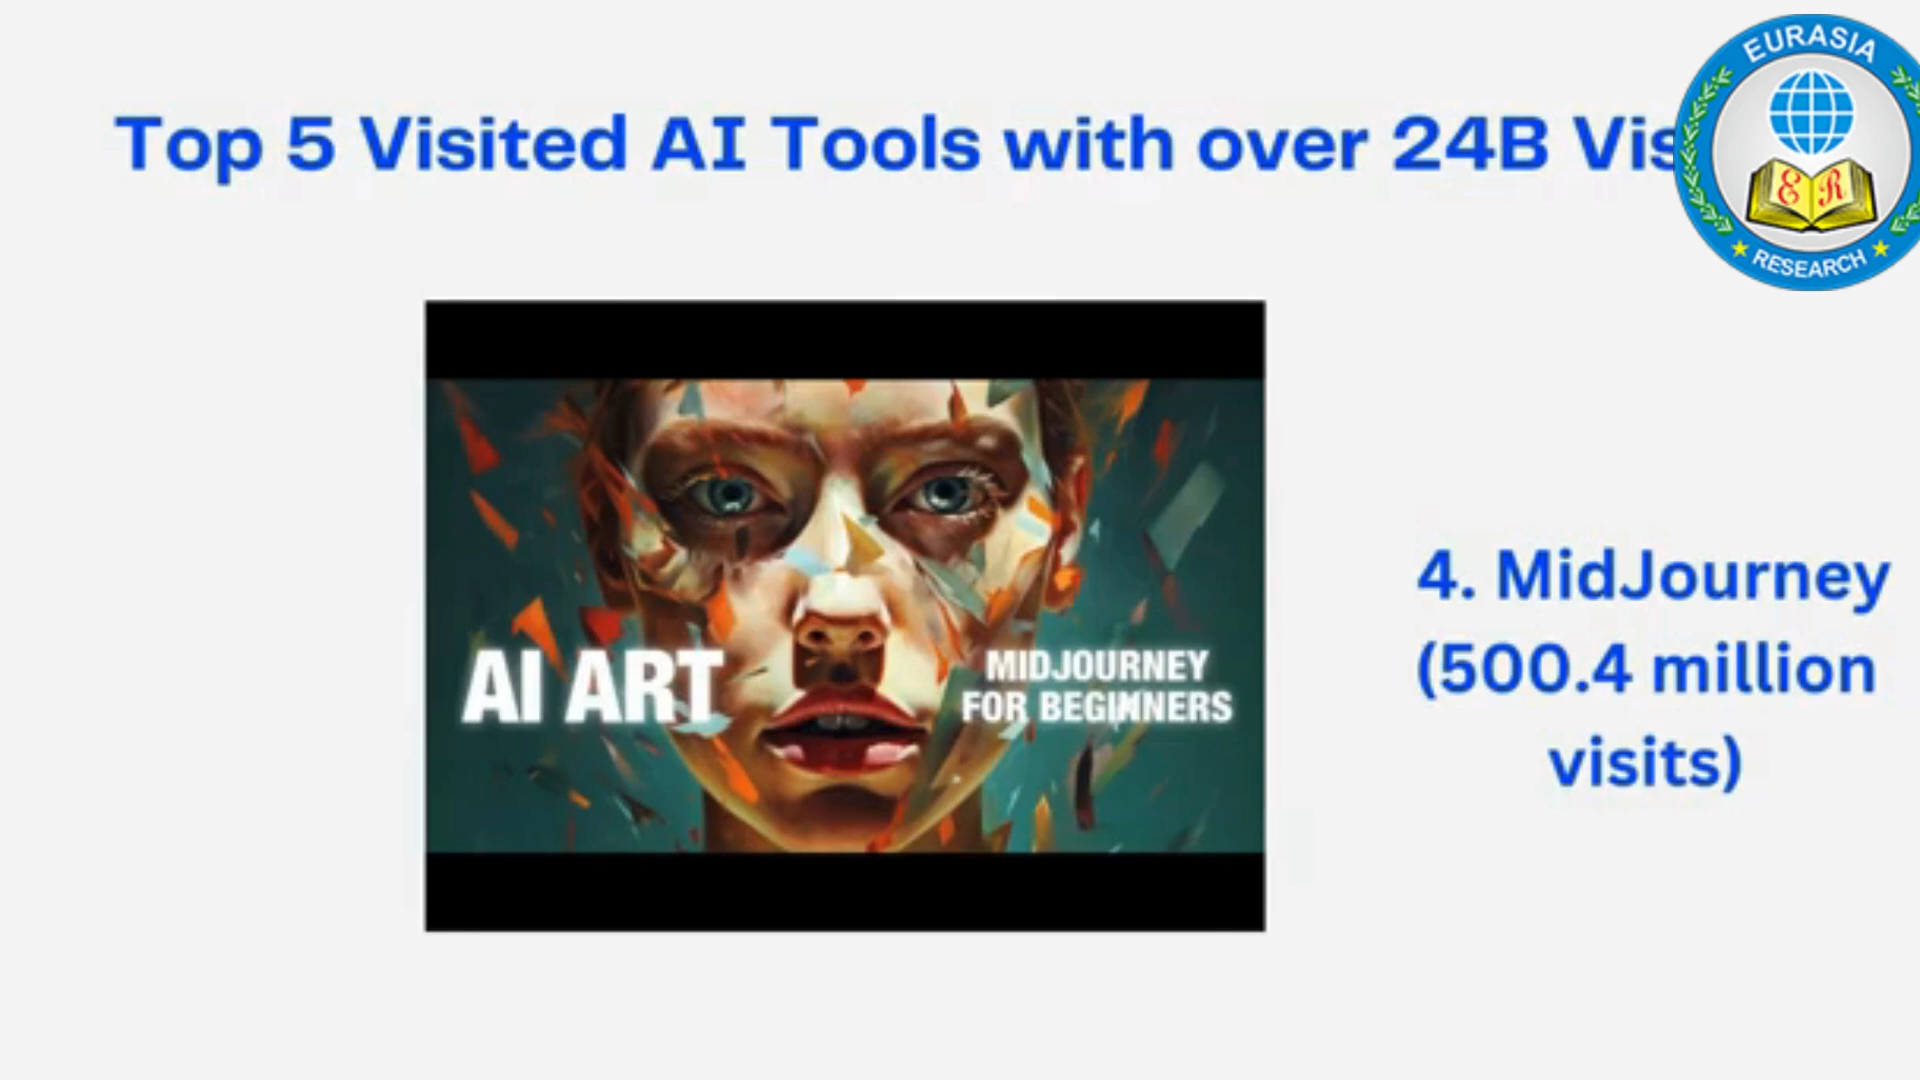 Top 5 Visited AI Tools with over 24B Vis
EURASIA
E R
RESEARCH
AI ART
MIDJOURNEY
FOR BEGINNERS
4. MidJourney
(500.4 million
visits)